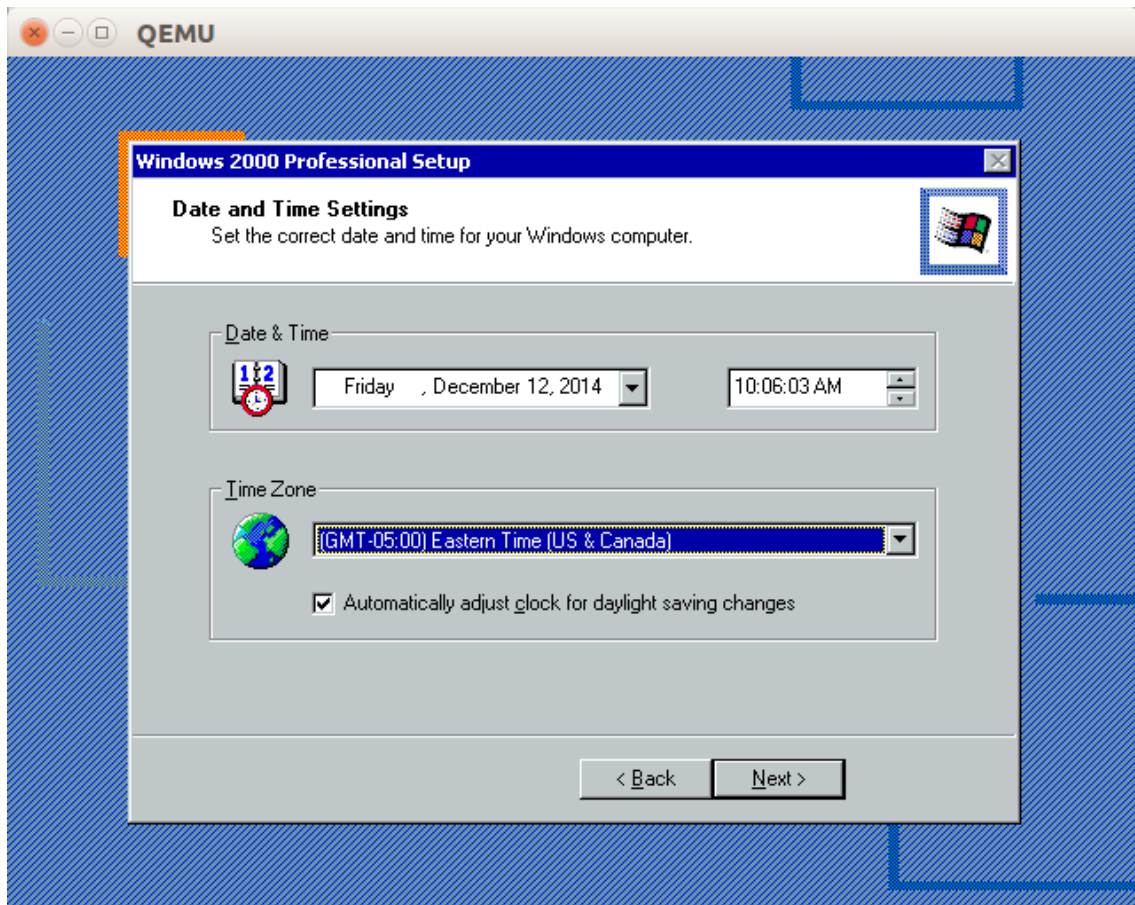 QEMU
Windows 2000 Professional Setup
Date and Time Settings
Set the correct date and time for your Windows computer.
Date & Time
12
Friday , December 12, 2014
10:06:03 AM
Time Zone
(GMT-05:00) Eastern Time (US & Canada)
Automatically adjust clock for daylight saving changes
< Back
Next >